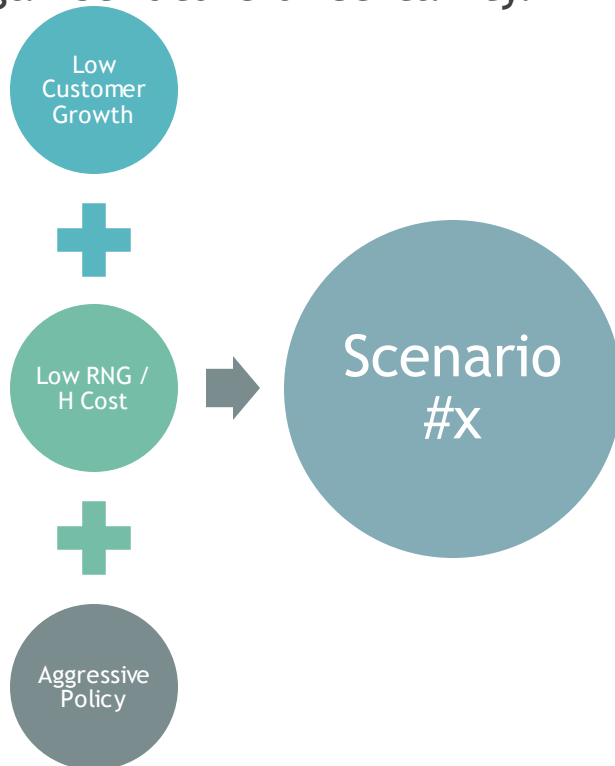 Low
Customer
Growth
Low RNG /
H Cost
Scenario
#x
Aggressive
Policy